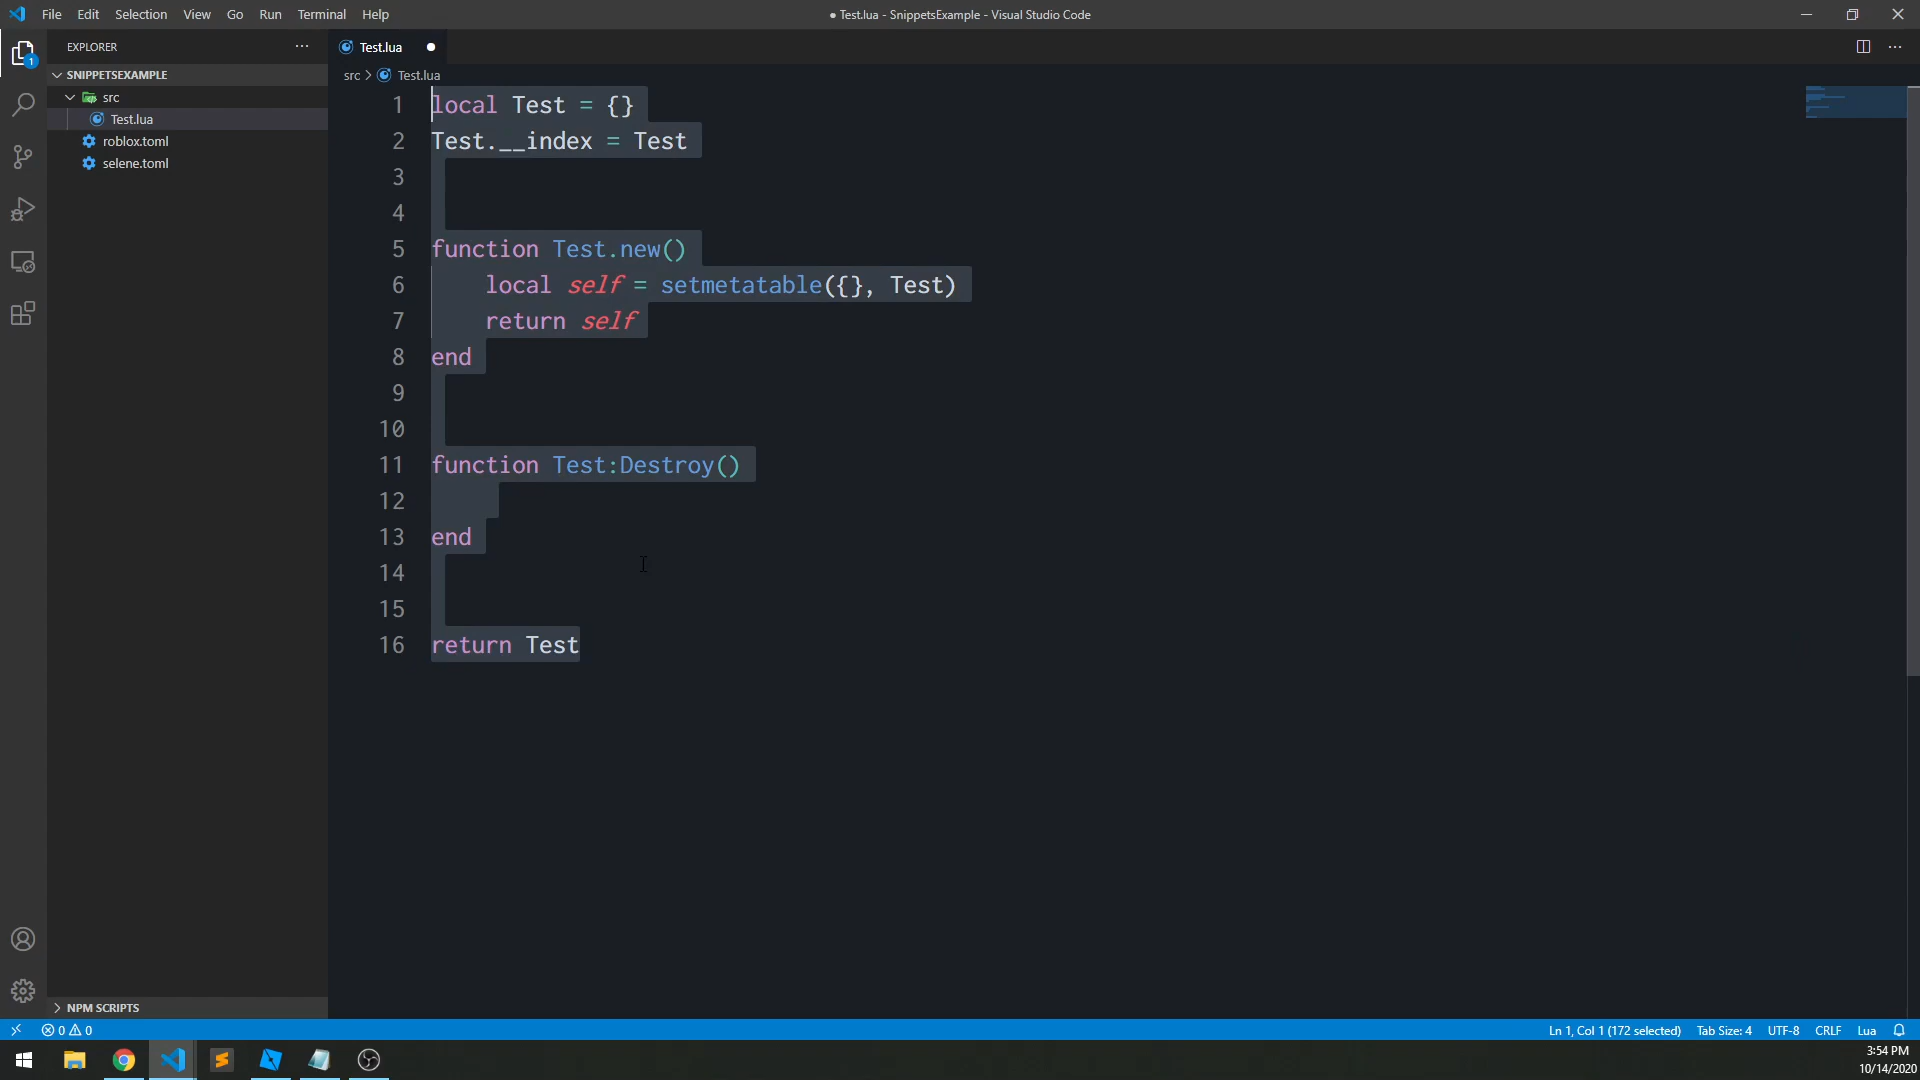 File Edit Selection View Go Run Terminal Help
● Test.lua - SnippetsExample - Visual Studio Code
EXPLORER
Test.lua
SNIPPETSEXAMPLE
src
Test.lua
roblox.toml
selene.toml
src > Test.lua
1 local Test = {}
2 Test.__index = Test
3
4
5 function Test.new()
6 local self = setmetatable({}, Test)
7 return self
8 end
9
10
11 function Test:Destroy()
12
13 end
14
15
16 return Test
1
NPM SCRIPTS
0 0
Ln 1, Col 1 (172 selected) Tab Size: 4 UTF-8 CRLF Lua
3:54 PM
10/14/2020